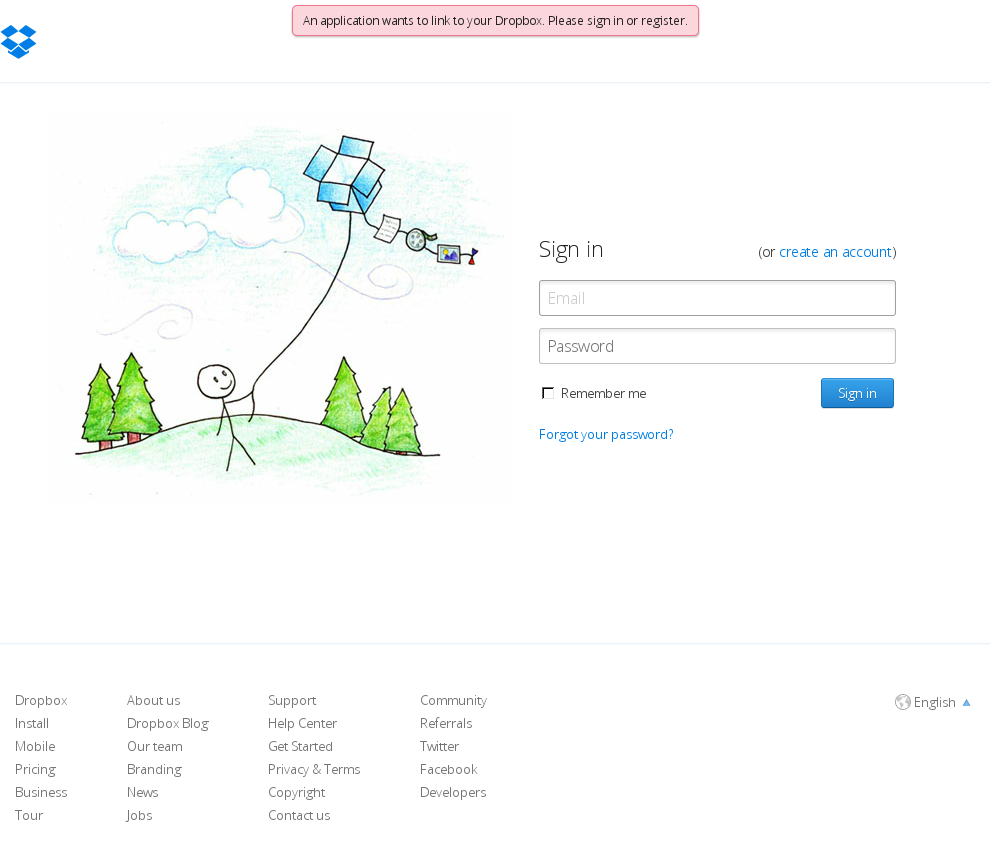 An application wants to link to your Dropbox. Please sign in or register.
Sign in
(or create an account)
Email
Password
Remember me
Sign in
Forgot your password?
Dropbox
Install
Mobile
Pricing
Business
Tour
About us
Dropbox Blog
Our team
Branding
News
Jobs
Support
Help Center
Get Started
Privacy & Terms
Copyright
Contact us
Community
Referrals
Twitter
Facebook
Developers
English